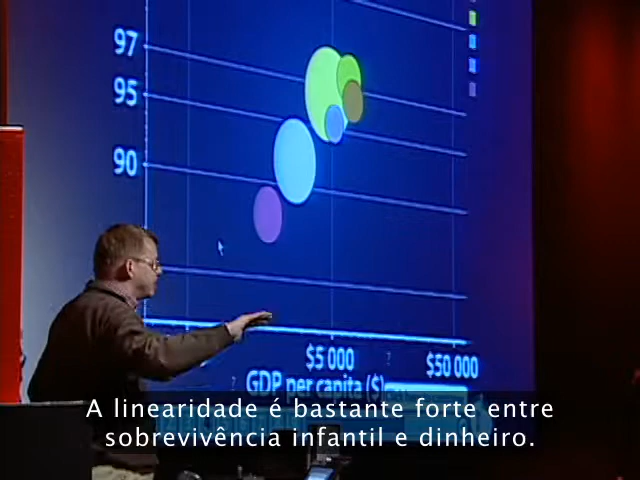 97
95
90
$5 000
$50 000
GDP per capita ($)
A linearidade é bastante forte entre
sobrevivência infantil e dinheiro.